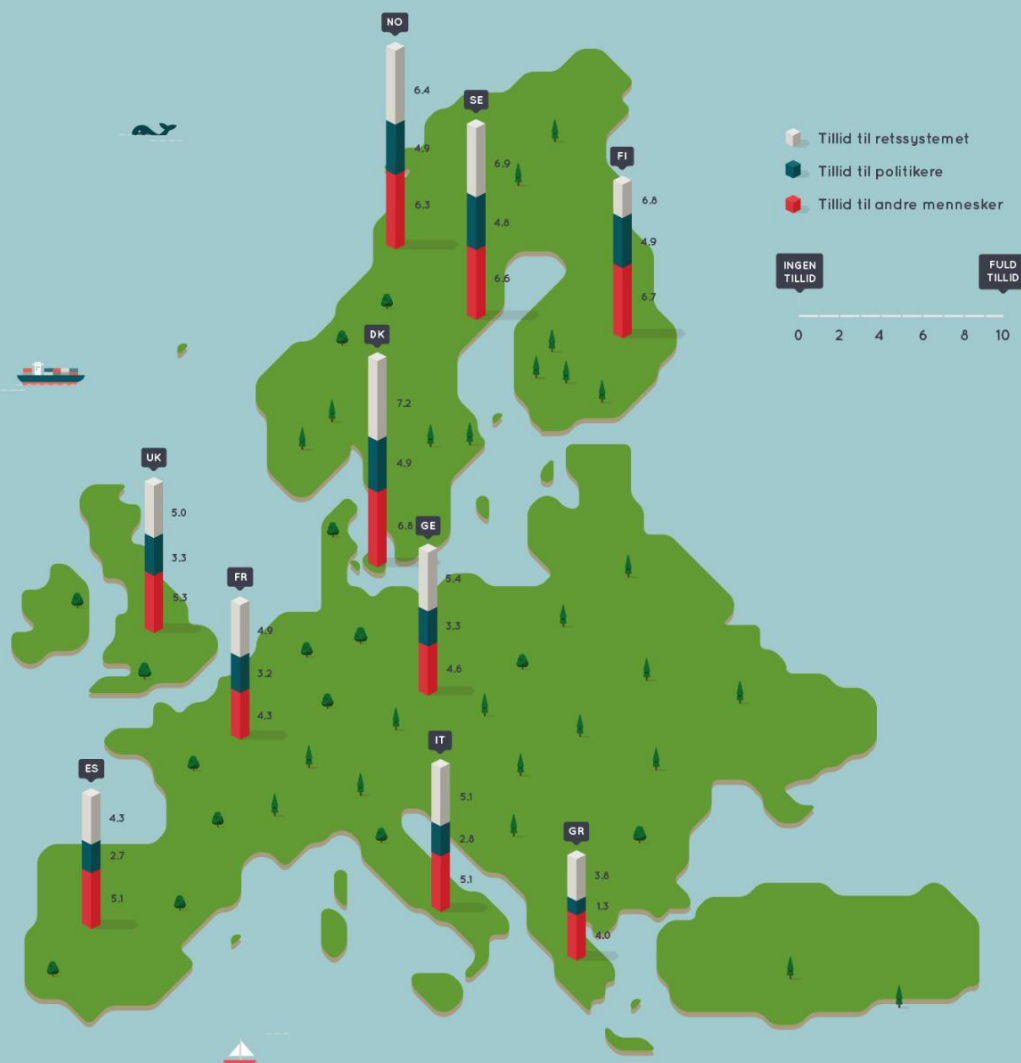 NO
6.4
4.9
6.3
SE
6.9
4.8
6.6
FI
6.8
4.9
6.7
Tillid til retssystemet
Tillid til politikere
Tillid til andre mennesker
INGEN
TILLID
FULD
TILLID
0 2 4 6 8 10
DK
7.2
4.9
6.8
UK
5.0
3.3
5.3
GE
5.4
3.3
4.6
FR
4.9
3.2
4.3
IT
5.1
2.8
5.1
ES
4.3
2.7
5.1
GR
3.8
1.3
4.0